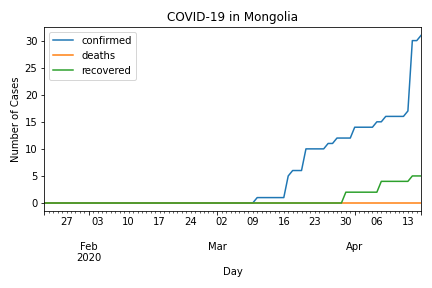 COVID-19 in Mongolia
confirmed
deaths
recovered
Number of Cases
30
25
20
15
10
5
0
27 03 10 17 24 02 09 16 23 30 06 13
Feb Mar Apr
2020
Day